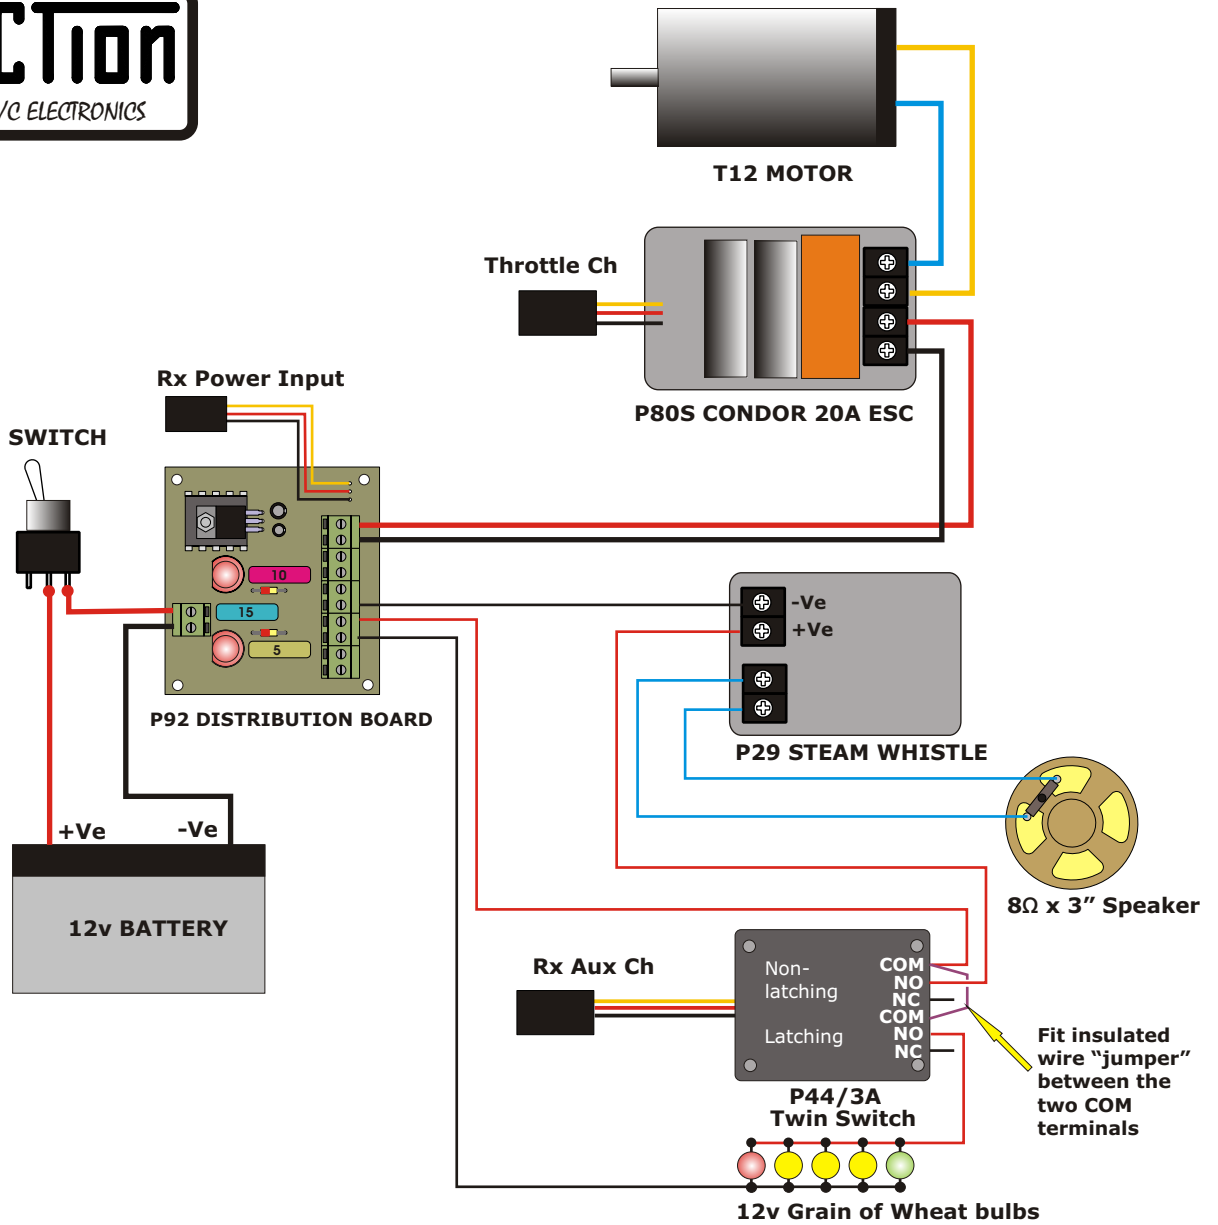 CTion
/C ELECTRONICS
T12 MOTOR
Throttle Ch
P80S CONDOR 20A ESC
Rx Power Input
SWITCH
10
15
5
P92 DISTRIBUTION BOARD
-Ve
+Ve
P29 STEAM WHISTLE
+Ve
-Ve
12v BATTERY
8Ω x 3” Speaker
Rx Aux Ch
Non-
latching
Latching
COM
NO
NC
COM
NO
NC
P44/3A
Twin Switch
Fit insulated
wire “jumper”
between the
two COM
terminals
12v Grain of Wheat bulbs